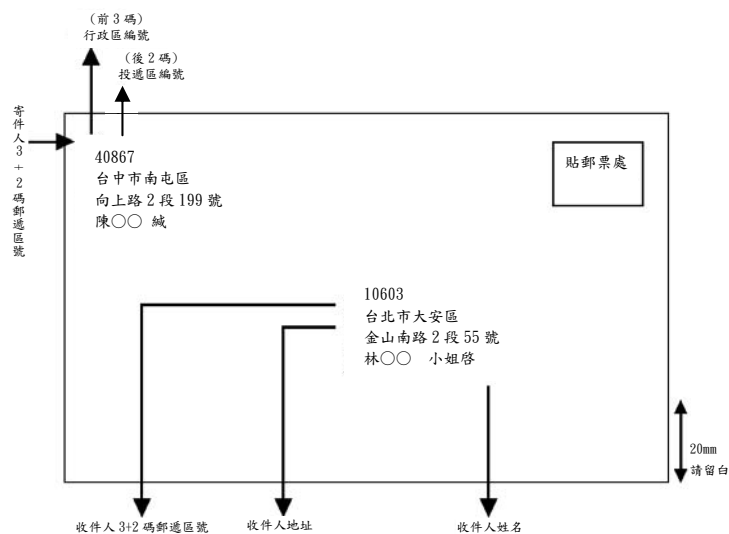 （前3碼）
行政區編號
（後2碼）
投遞區編號
寄件人3+2碼郵遞區號
40867
台中市南屯區
向上路2段199號
陳○○ 緘
貼郵票處
10603
台北市大安區
金山南路2段55號
林○○ 小姐啓
20mm
請留白
收件人3+2碼郵遞區號
收件人地址
收件人姓名